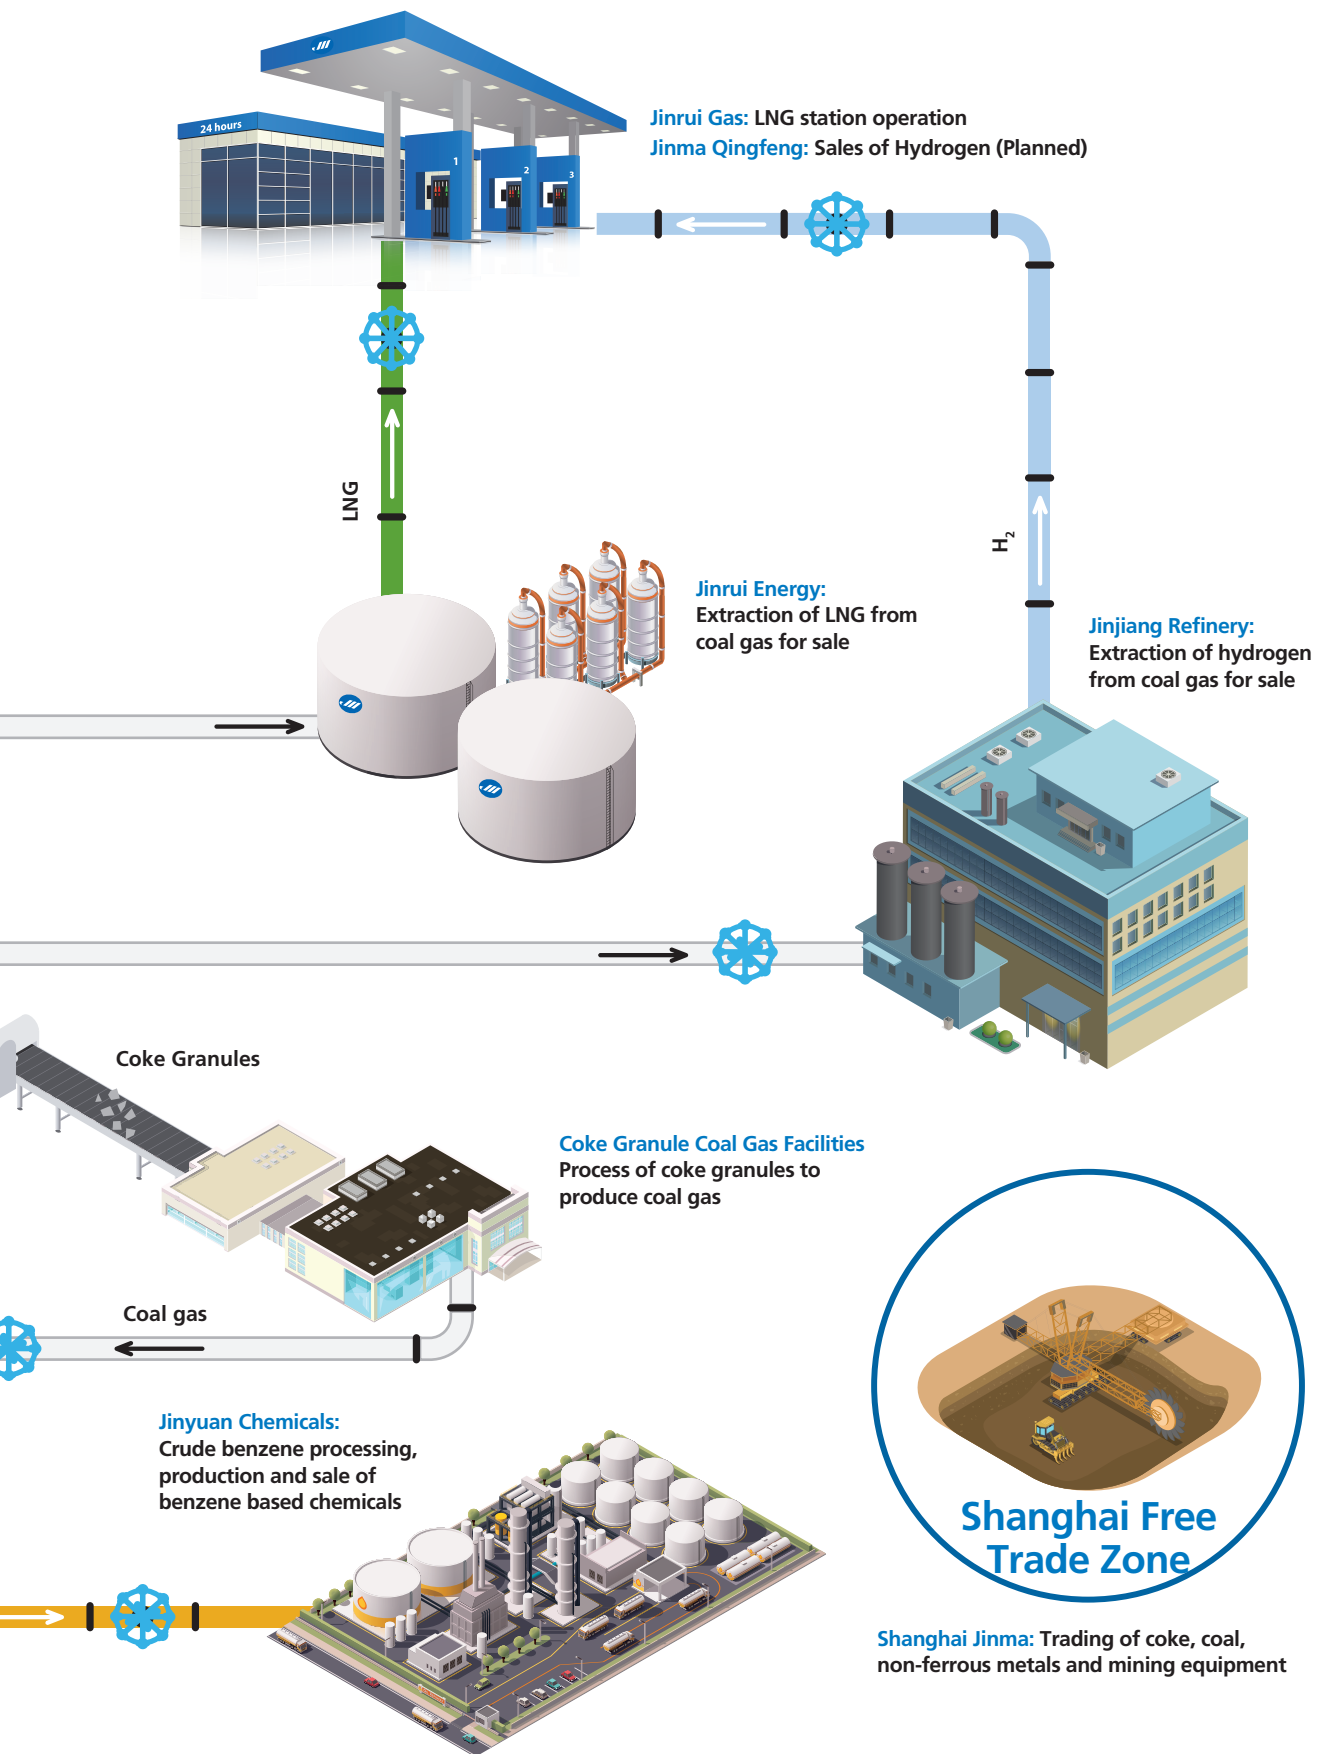 24 hours
1
2
3
Jinrui Gas: LNG station operation
Jinma Qingfeng: Sales of Hydrogen (Planned)
LNG
H₂
Jinrui Energy:
Extraction of LNG from
coal gas for sale
Jinjiang Refinery:
Extraction of hydrogen
from coal gas for sale
Coke Granules
Coke Granule Coal Gas Facilities
Process of coke granules to
produce coal gas
Coal gas
Jinyuan Chemicals:
Crude benzene processing,
production and sale of
benzene based chemicals
Shanghai Free
Trade Zone
Shanghai Jinma: Trading of coke, coal,
non-ferrous metals and mining equipment